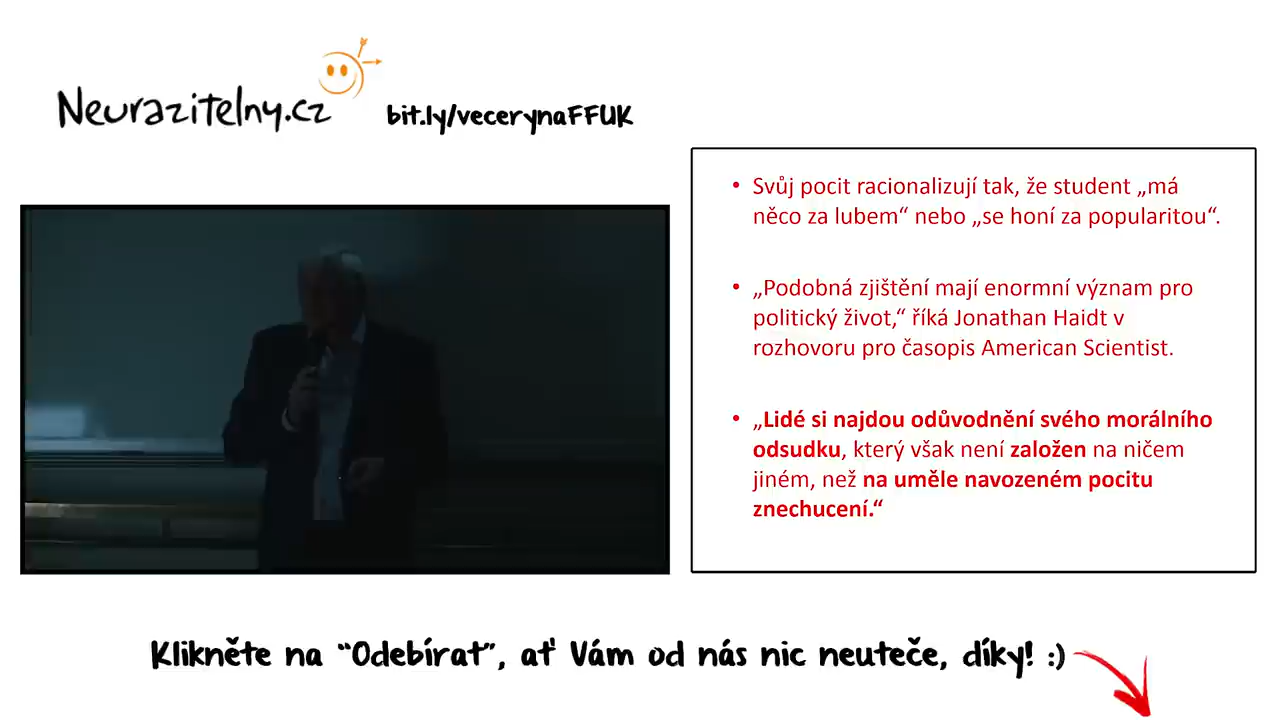 Neurazitelny.cz
bit.ly/vecerynaFFUK
• Svůj pocit racionalizují tak, že student „má
něco za lubem“ nebo „se honí za popularitou“.
• „Podobná zjištění mají enormní význam pro
politický život,“ říká Jonathan Haidt v
rozhovoru pro časopis American Scientist.
• „Lidé si najdou odůvodnění svého morálního
odsudku, který však není založen na ničem
jiném, než na uměle navozeném pocitu
znechucení.“
Klikněte na “Odebírat”, ať Vám od nás nic neuteče, díky! :)